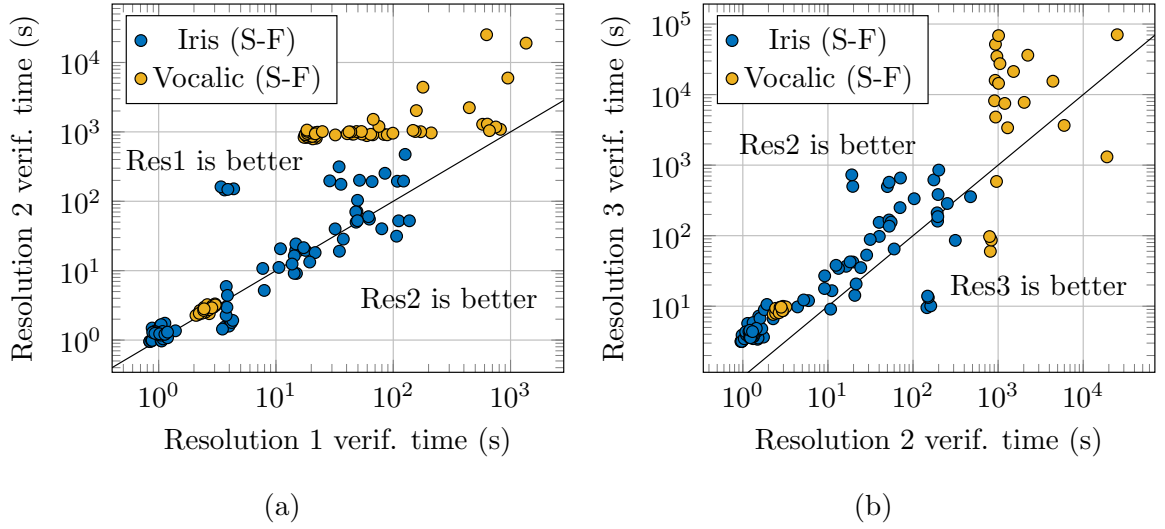 Resolution 2 verif. time (s)
10^4
10^3
10^2
10^1
10^0
Iris (S-F)
Vocalic (S-F)
Res1 is better
Res2 is better
10^0 10^1 10^2 10^3
Resolution 1 verif. time (s)
(a)
Resolution 3 verif. time (s)
10^5
10^4
10^3
10^2
10^1
Iris (S-F)
Vocalic (S-F)
Res2 is better
Res3 is better
10^0 10^1 10^2 10^3 10^4
Resolution 2 verif. time (s)
(b)